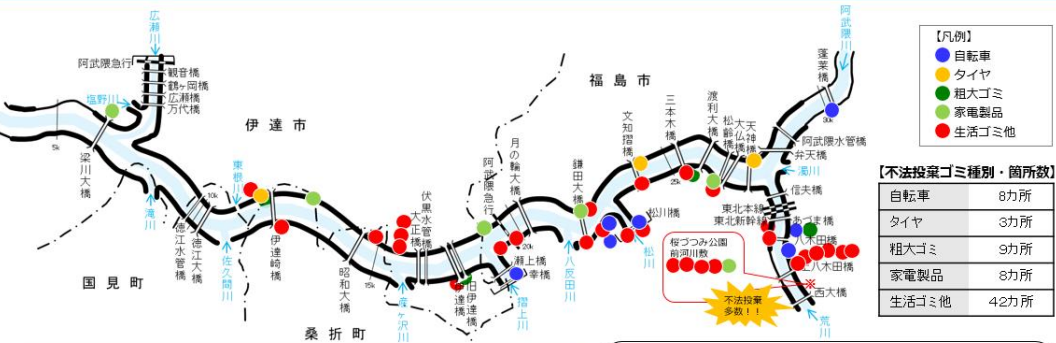 広瀬川
阿武隈急行
観音橋
鶴ヶ岡橋
広瀬橋
万代橋
塩野川
5k
梁川大橋
滝川
伊達市
東根川
10k
徳江水管橋
徳江大橋
佐久間川
国見町
伊達崎橋
昭和大橋
15k
桑折町
産ヶ沢川
大正橋
伏黒水管橋
伊達橋
旧伊達橋
阿武隈急行
月の輪大橋
20k
瀬上橋
幸橋
摺上川
八反田川
鎌田大橋
福島市
文知摺橋
松川橋
松川
三本木橋
25k
渡利大橋
松齢橋
大仏橋
天神橋
蓬莱橋
阿武隈川
30k
阿武隈水管橋
弁天橋
濁川
信夫橋
東北本線
東北新幹線
あづま橋
八木田橋
上八木田橋
西大橋
荒川
桜づつみ公園
前河川敷
※
不法投棄
多数！！
【凡例】
自転車
タイヤ
粗大ゴミ
家電製品
生活ゴミ他
【不法投棄ゴミ種別・箇所数】
自転車 8カ所
タイヤ 3カ所
粗大ゴミ 9カ所
家電製品 8カ所
生活ゴミ他 42カ所